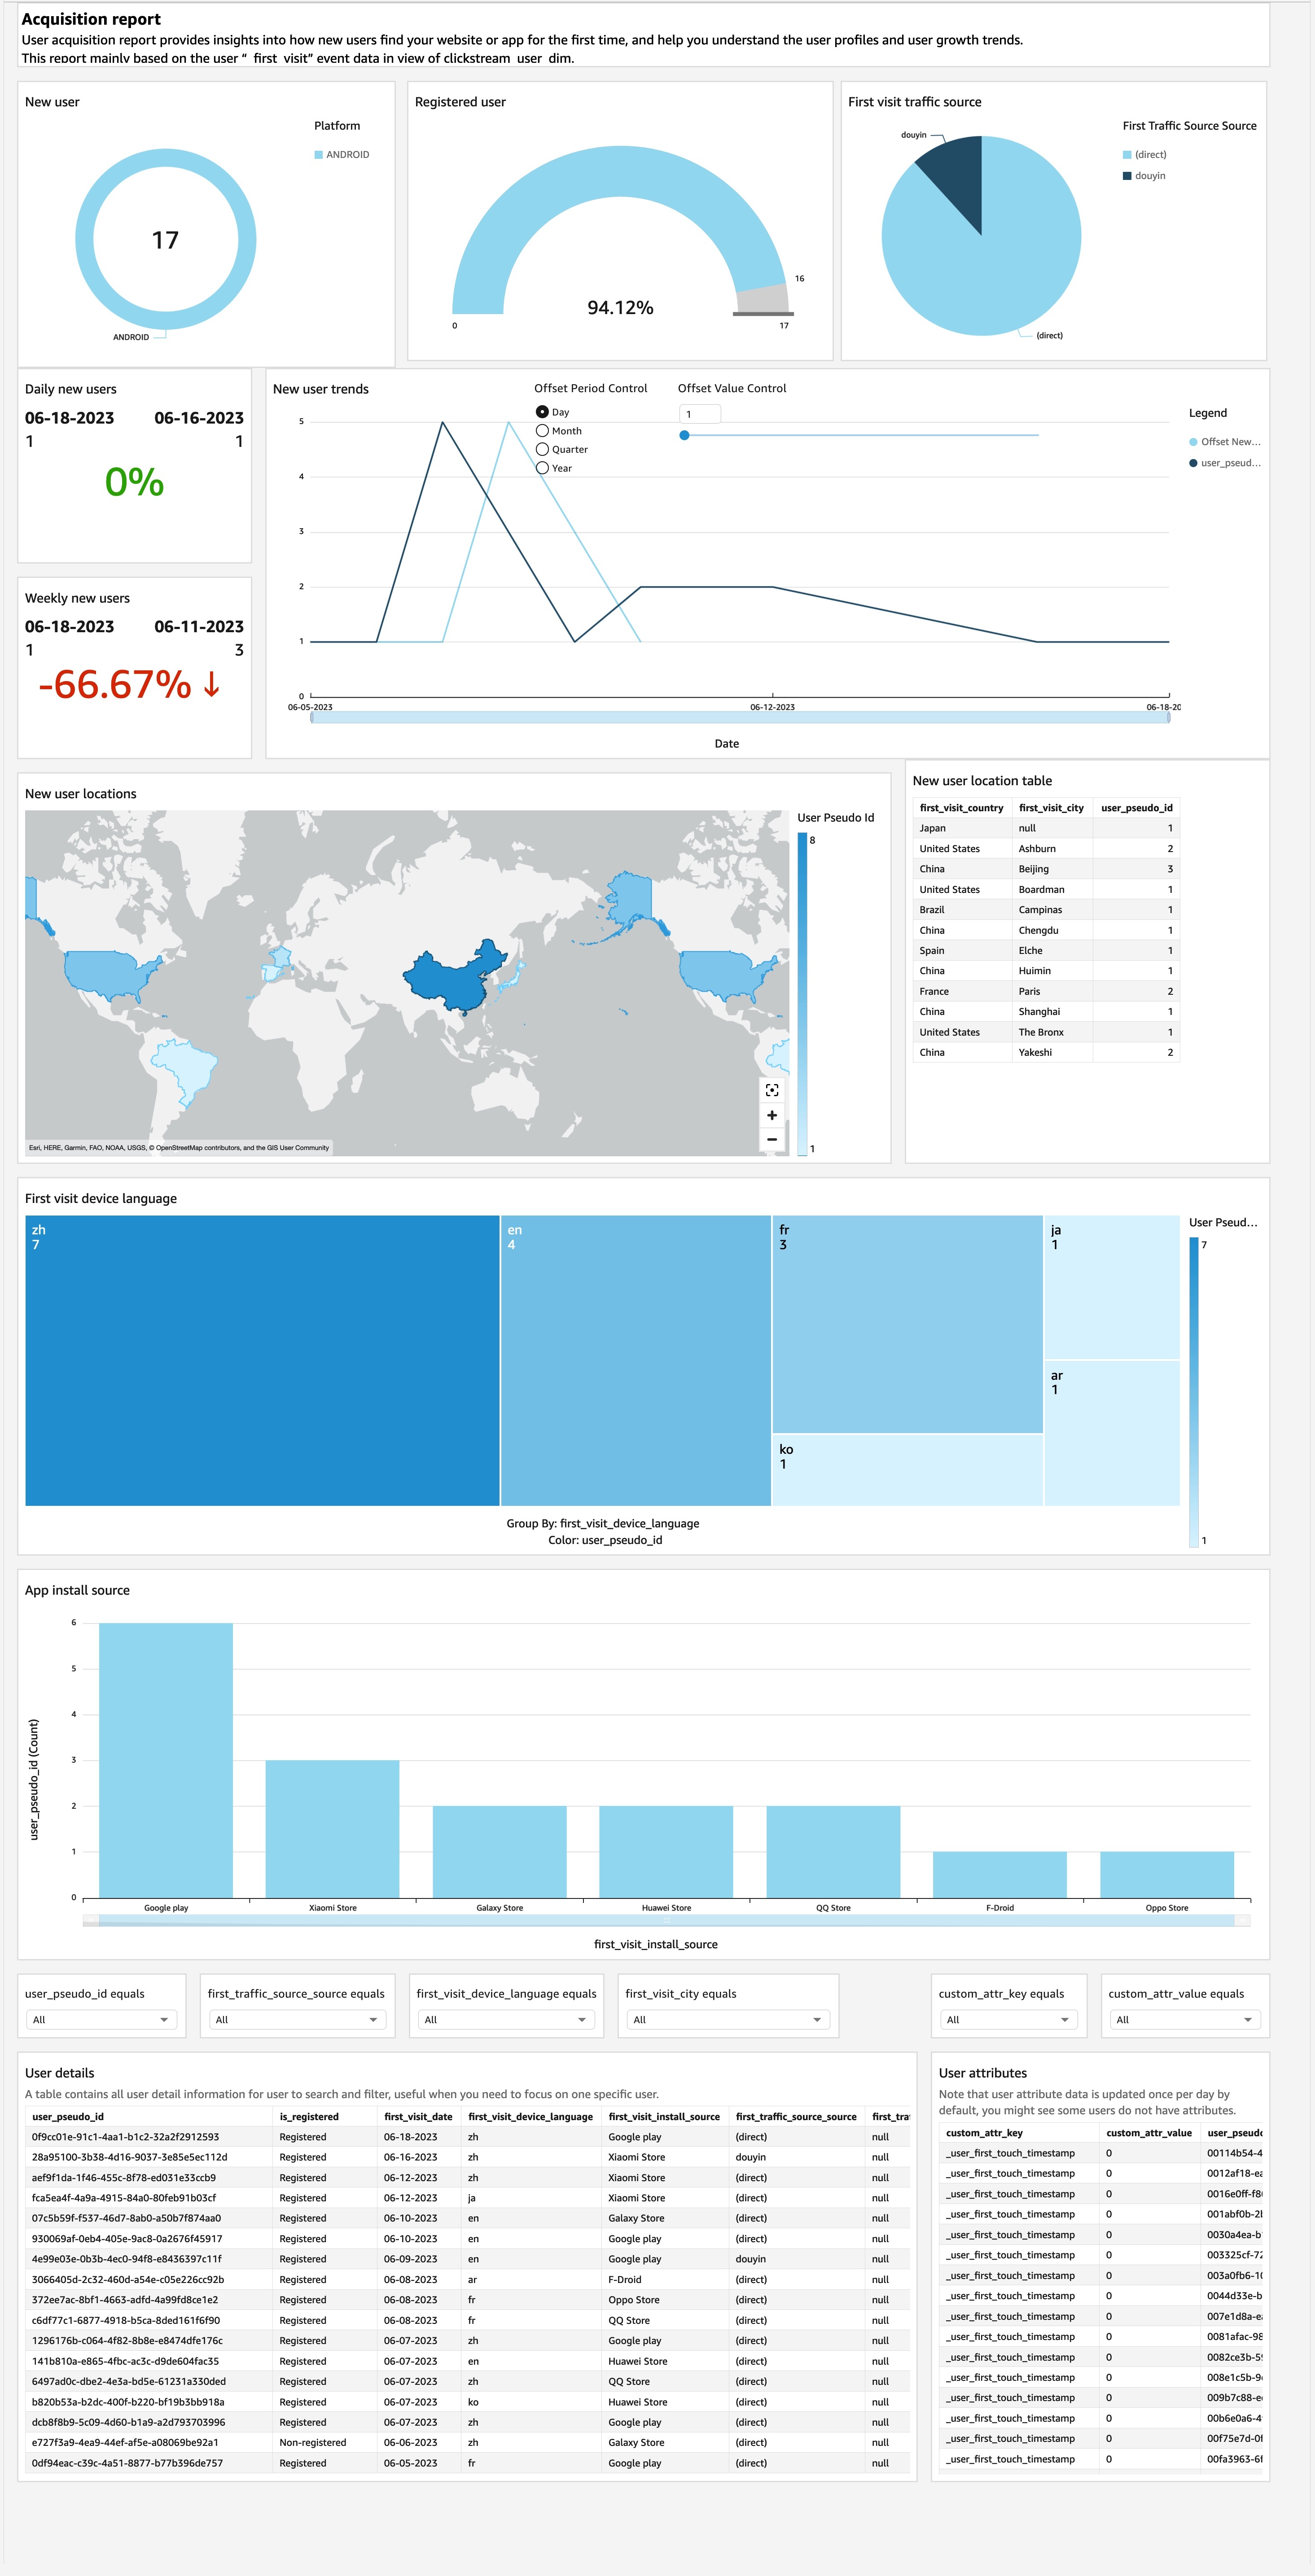 Acquisition report
User acquisition report provides insights into how new users find your website or app for the first time, and help you understand the user profiles and user growth trends.
This report mainly based on the user “_first_visit” event data in view of clickstream_user_dim.
New user
Platform
ANDROID
17
ANDROID
Registered user
94.12%
0
16
17
First visit traffic source
First Traffic Source Source
(direct)
douyin
douyin
(direct)
Daily new users
06-18-2023 06-16-2023
1 1
0%
Weekly new users
06-18-2023 06-11-2023
1 3
-66.67%↓
New user trends
Offset Period Control
Day
Month
Quarter
Year
Offset Value Control
1
Legend
Offset New...
user_pseud...
5
4
3
2
1
0
06-05-2023 06-12-2023 06-18-20
Date
New user locations
User Pseudo Id
8
1
Esri, HERE, Garmin, FAO, NOAA, USGS, © OpenStreetMap contributors, and the GIS User Community
New user location table
first_visit_country first_visit_city user_pseudo_id
Japan null 1
United States Ashburn 2
China Beijing 3
United States Boardman 1
Brazil Campinas 1
China Chengdu 1
Spain Elche 1
China Huimin 1
France Paris 2
China Shanghai 1
United States The Bronx 1
China Yakeshi 2
First visit device language
zh
7
en
4
fr
3
ko
1
ja
1
ar
1
User Pseud...
7
1
Group By: first_visit_device_language
Color: user_pseudo_id
App install source
user_pseudo_id (Count)
6
5
4
3
2
1
0
Google play Xiaomi Store Galaxy Store Huawei Store QQ Store F-Droid Oppo Store
first_visit_install_source
user_pseudo_id equals
All
first_traffic_source_source equals
All
first_visit_device_language equals
All
first_visit_city equals
All
custom_attr_key equals
All
custom_attr_value equals
All
User details
A table contains all user detail information for user to search and filter, useful when you need to focus on one specific user.
user_pseudo_id is_registered first_visit_date first_visit_device_language first_visit_install_source first_traffic_source_source first_tra
0f9cc01e-91c1-4aa1-b1c2-32a2f2912593 Registered 06-18-2023 zh Google play (direct) null
28a95100-3b38-4d16-9037-3e85e5ec112d Registered 06-16-2023 zh Xiaomi Store douyin null
aef9f1da-1f46-455c-8f78-ed031e33ccb9 Registered 06-12-2023 zh Xiaomi Store (direct) null
fca5ea4f-4a9a-4915-84a0-80feb91b03cf Registered 06-12-2023 ja Xiaomi Store (direct) null
07c5b59f-f537-46d7-8ab0-a50b7f874aa0 Registered 06-10-2023 en Galaxy Store (direct) null
930069af-0eb4-405e-9ac8-0a2676f45917 Registered 06-10-2023 en Google play (direct) null
4e99e03e-0b3b-4ec0-94f8-e8436397c11f Registered 06-09-2023 en Google play douyin null
3066405d-2c32-460d-a54e-c05e226cc92b Registered 06-08-2023 ar F-Droid (direct) null
372ee7ac-8bf1-4663-adfd-4a99fd8ce1e2 Registered 06-08-2023 fr Oppo Store (direct) null
c6df77c1-6877-4918-b5ca-8ded161f6f90 Registered 06-08-2023 fr QQ Store (direct) null
1296176b-c064-4f82-8b8e-e8474dfe176c Registered 06-07-2023 zh Google play (direct) null
141b810a-e865-4fbc-ac3c-d9de604fac35 Registered 06-07-2023 en Huawei Store (direct) null
6497ad0c-dbe2-4e3a-bd5e-61231a330ded Registered 06-07-2023 zh QQ Store (direct) null
b820b53a-b2dc-400f-b220-bf19b3bb918a Registered 06-07-2023 ko Huawei Store (direct) null
dcb8f8b9-5c09-4d60-b1a9-a2d793703996 Registered 06-07-2023 zh Google play (direct) null
e727f3a9-4ea9-44ef-af5e-a08069be92a1 Non-registered 06-06-2023 zh Galaxy Store (direct) null
0df94eac-c39c-4a51-8877-b77b396de757 Registered 06-05-2023 fr Google play (direct) null
User attributes
Note that user attribute data is updated once per day by
default, you might see some users do not have attributes.
custom_attr_key custom_attr_value user_pseudo
_user_first_touch_timestamp 0 00114b54-4
_user_first_touch_timestamp 0 0012af18-ea
_user_first_touch_timestamp 0 0016e0ff-f8
_user_first_touch_timestamp 0 001abf0b-2
_user_first_touch_timestamp 0 0030a4ea-b
_user_first_touch_timestamp 0 003325cf-72
_user_first_touch_timestamp 0 003a0fb6-1
_user_first_touch_timestamp 0 0044d33e-b
_user_first_touch_timestamp 0 007e1d8a-e
_user_first_touch_timestamp 0 0081afac-98
_user_first_touch_timestamp 0 0082ce3b-5
_user_first_touch_timestamp 0 008e1c5b-9
_user_first_touch_timestamp 0 009b7c88-e
_user_first_touch_timestamp 0 00b6e0a6-4
_user_first_touch_timestamp 0 00f75e7d-0
_user_first_touch_timestamp 0 00fa3963-6